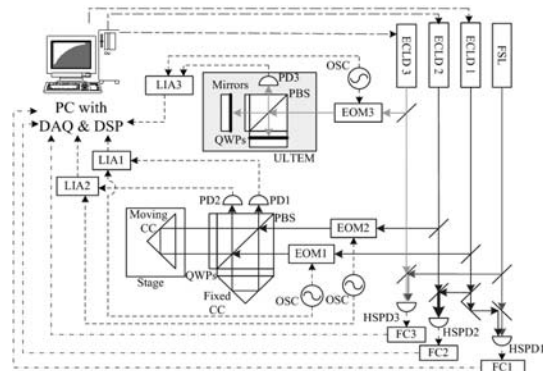 ECLD 3
ECLD 2
ECLD 1
FSL
OSC
LIA3
PD3
Mirrors
PBS
EOM3
PC with
DAQ & DSP
QWPs
ULTEM
LIA1
LIA2
PD2
PD1
Moving
CC
PBS
EOM2
EOM1
Stage
QWPs
Fixed
CC
OSC
OSC
HSPD3
HSPD2
HSPD1
FC3
FC2
FC1